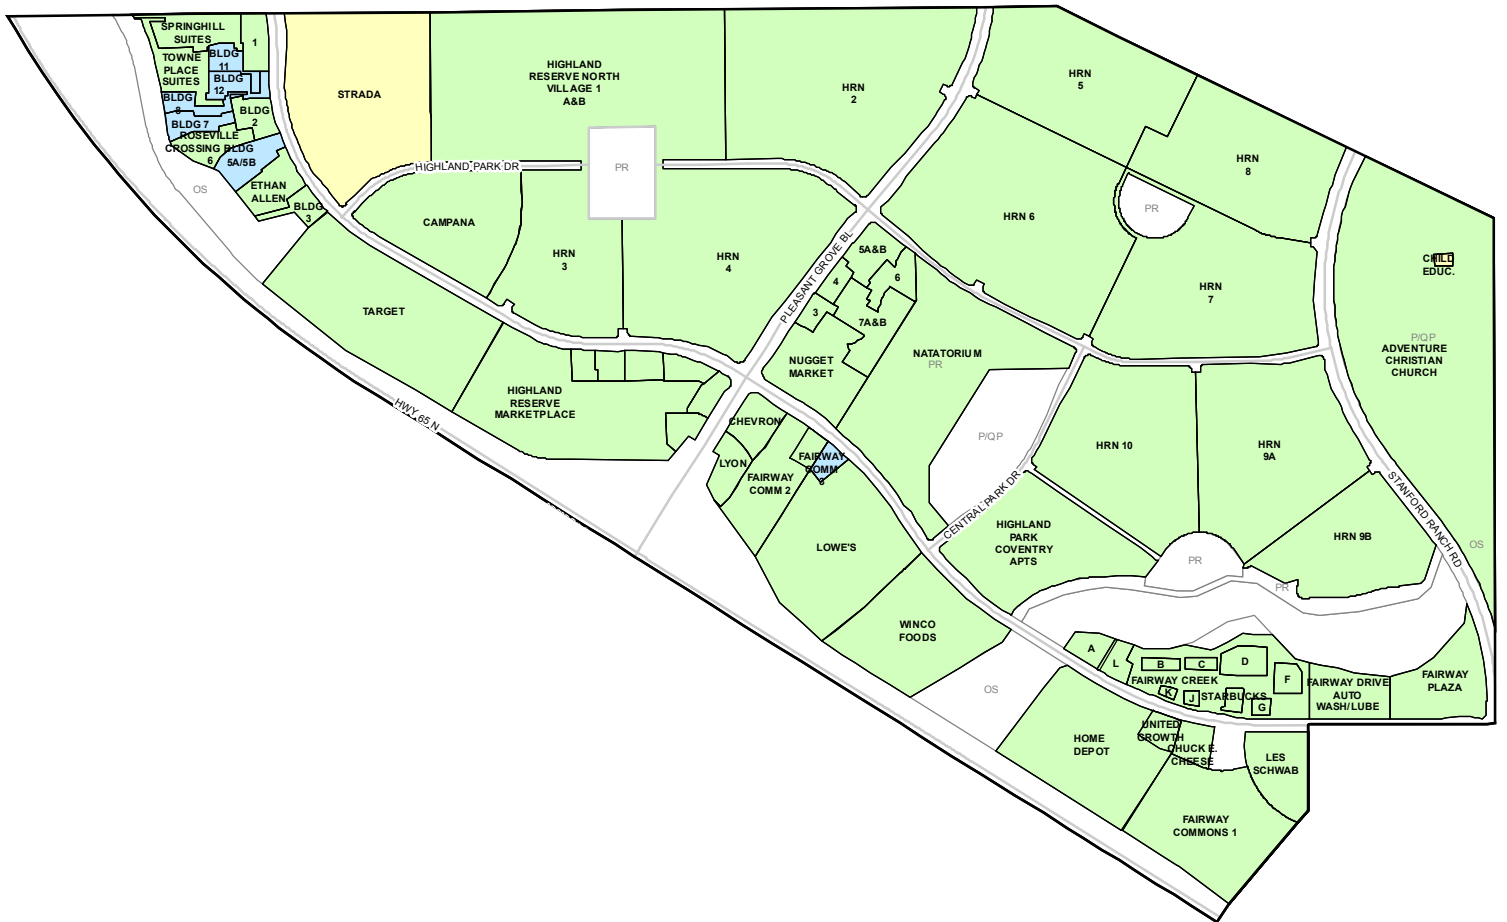 SPRINGHILL
SUITES
1
TOWNE
PLACE
SUITES
BLDG
11
BLDG
12
BLDG
8
BLDG
2
BLDG 7
ROSEVILLE
CROSSING BLDG
6
5A/5B
OS
ETHAN
ALLEN
BLDG
3
STRADA
HIGHLAND
RESERVE NORTH
VILLAGE 1
A&B
HRN
2
HRN
5
HRN
8
HIGHLAND PARK DR
PR
CAMPANA
HRN
3
HRN
4
HRN 6
PR
HRN
7
CHILD
EDUC.
P/QP
ADVENTURE
CHRISTIAN
CHURCH
PLEASANT GROVE BL
5A&B
4
6
3
7A&B
NUGGET
MARKET
NATATORIUM
PR
TARGET
HIGHLAND
RESERVE
MARKETPLACE
HWY 65 N
CHEVRON
LYON
FAIRWAY
COMM 2
FAIRWAY
COMM
3
P/QP
HRN 10
HRN
9A
CENTRAL PARK DR
STANFORD RANCH RD
HIGHLAND
PARK
COVENTRY
APTS
HRN 9B
OS
LOWE'S
PR
PR
WINCO
FOODS
OS
A
L
B
C
D
F
FAIRWAY CREEK
K
J
STARBUCKS
G
FAIRWAY DRIVE
AUTO
WASH/LUBE
FAIRWAY
PLAZA
HOME
DEPOT
UNITED
GROWTH
CHUCK E.
CHEESE
LES
SCHWAB
FAIRWAY
COMMONS 1